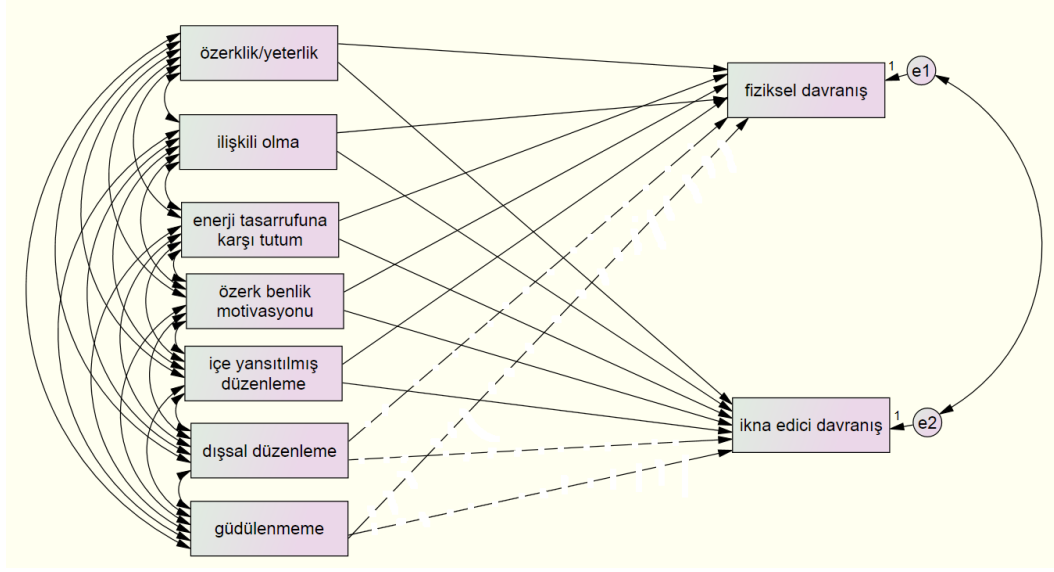 özerklik/yeterlik
ilişkili olma
enerji tasarrufuna
karşı tutum
özerk benlik
motivasyonu
içe yansıtılmış
düzenleme
dışsal düzenleme
güdülenmeme
fiziksel davranış
1
e1
ikna edici davranış
1
e2